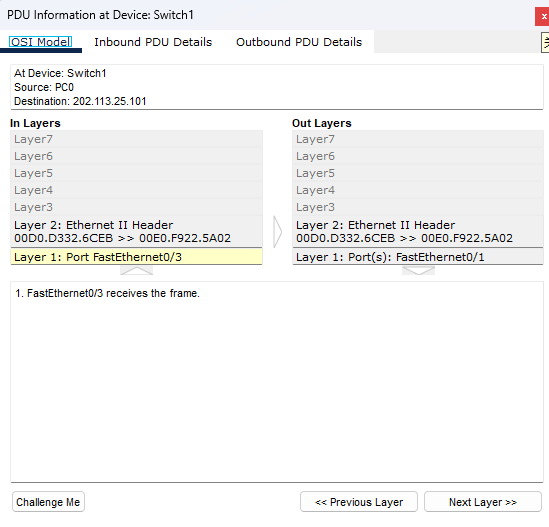 PDU Information at Device: Switch1
x
OSI Model Inbound PDU Details Outbound PDU Details
At Device: Switch1
Source: PC0
Destination: 202.113.25.101
In Layers
Layer7
Layer6
Layer5
Layer4
Layer3
Layer 2: Ethernet II Header
00D0.D332.6CEB >> 00E0.F922.5A02
Layer 1: Port FastEthernet0/3
Out Layers
Layer7
Layer6
Layer5
Layer4
Layer3
Layer 2: Ethernet II Header
00D0.D332.6CEB >> 00E0.F922.5A02
Layer 1: Port(s): FastEthernet0/1
1. FastEthernet0/3 receives the frame.
Challenge Me
<< Previous Layer
Next Layer >>